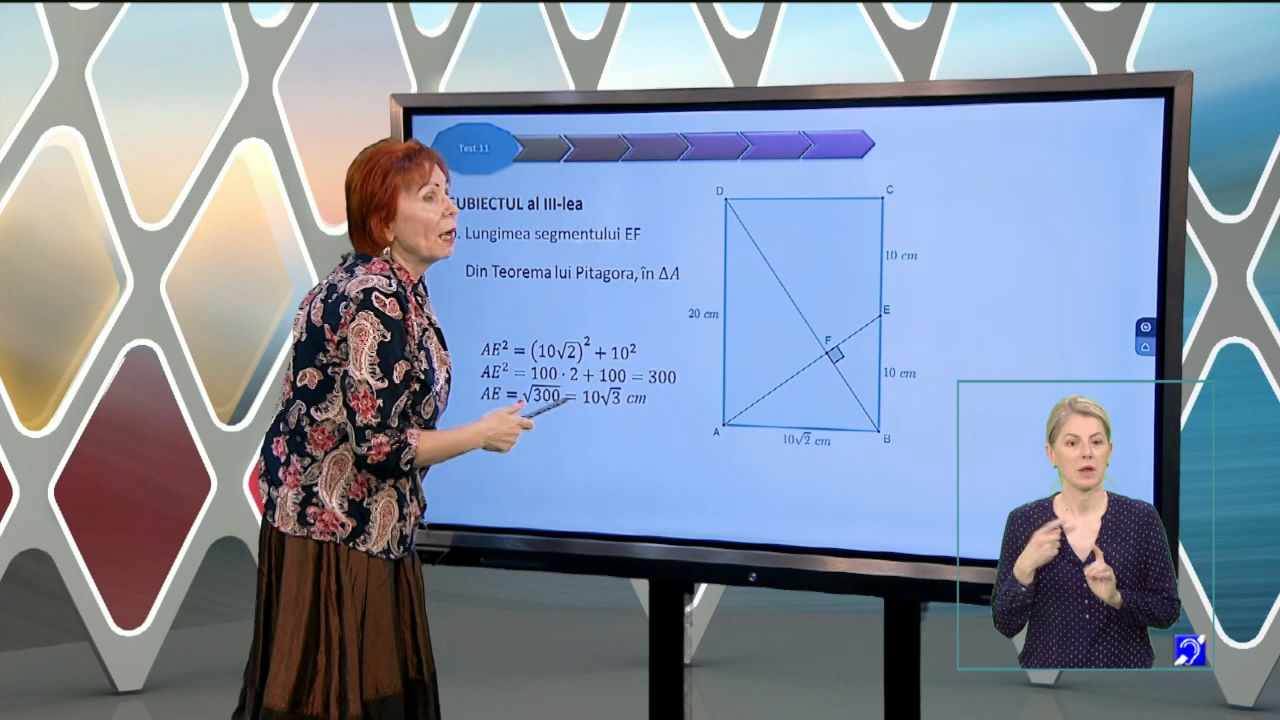 Test 11
UBIECTUL al III-lea
. Lungimea segmentului EF
Din Teorema lui Pitagora, în ΔA
AE² = (10√2)² + 10²
AE² = 100 · 2 + 100 = 300
AE = √300 = 10√3 cm
D
C
10 cm
20 cm
E
F
10 cm
A
10√2 cm
B